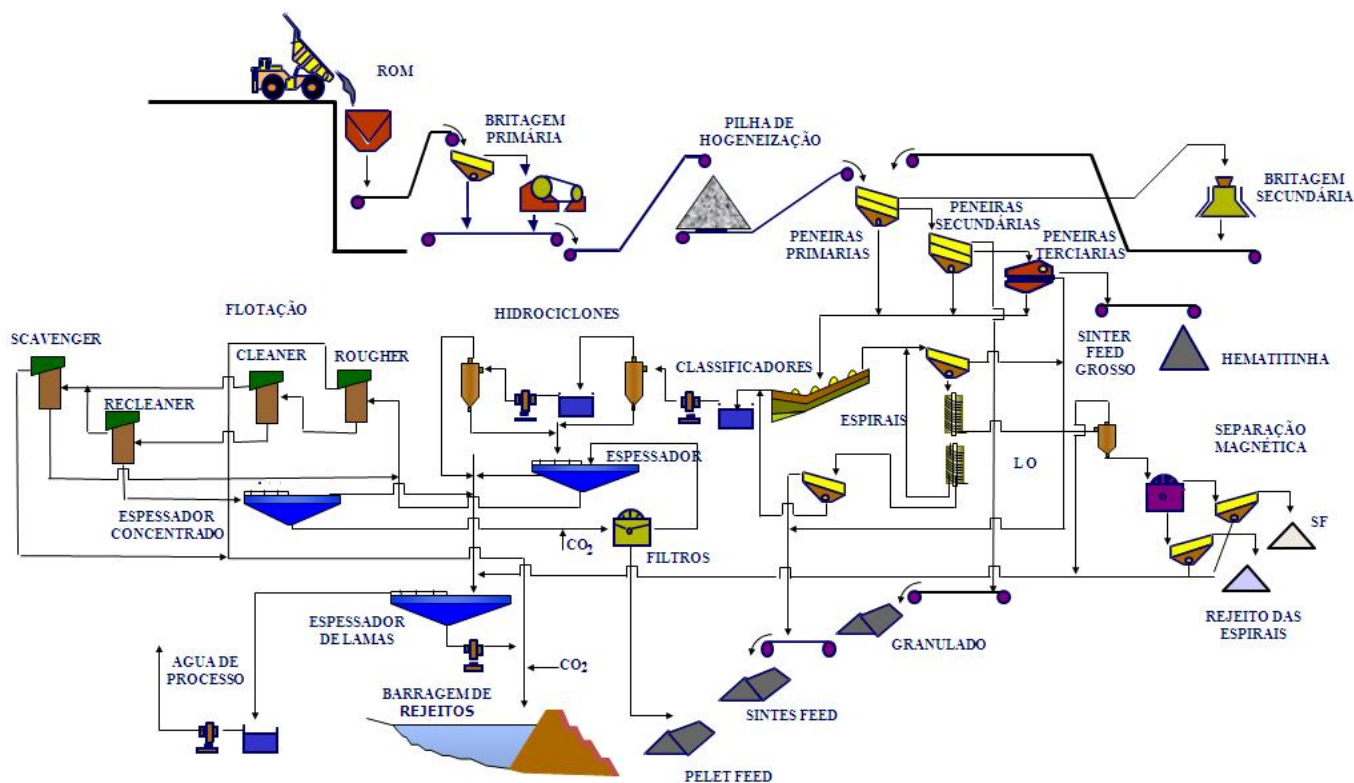 ROM
BRITAGEM
PRIMÁRIA
PILHA DE
HOGENEIZAÇÃO
BRITAGEM
SECUNDÁRIA
PENEIRAS
SECUNDÁRIAS
PENEIRAS
PRIMARIAS
PENEIRAS
TERCIARIAS
FLOTAÇÃO
HIDROCICLONES
SCAVENGER
CLEANER
ROUGHER
CLASSIFICADORES
SINTER
FEED
GROSSO
HEMATITINHA
RECLEANER
ESPIRAIS
SEPARAÇÃO
MAGNÉTICA
ESPESSADOR
L O
ESPESSADOR
CONCENTRADO
CO2
FILTROS
SF
ESPESSADOR
DE LAMAS
REJEITO DAS
ESPIRAIS
GRANULADO
AGUA DE
PROCESSO
CO2
BARRAGEM DE
REJEITOS
SINTES FEED
PELET FEED